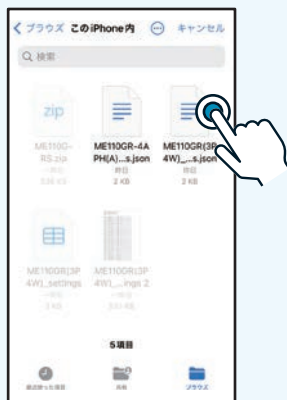 ブラウズ このiPhone内 キャンセル
検索
zip
ME110G-
RS.zip
ME110GR-4A
PH(A)...s.json
昨日
2 KB
ME110GR(3P
4W)_...s.json
昨日
2 KB
ME110GR(3P
4W)_settings
ME110GR(3P
4W)_...ings 2
5項目
最近使った項目 共有 ブラウズ